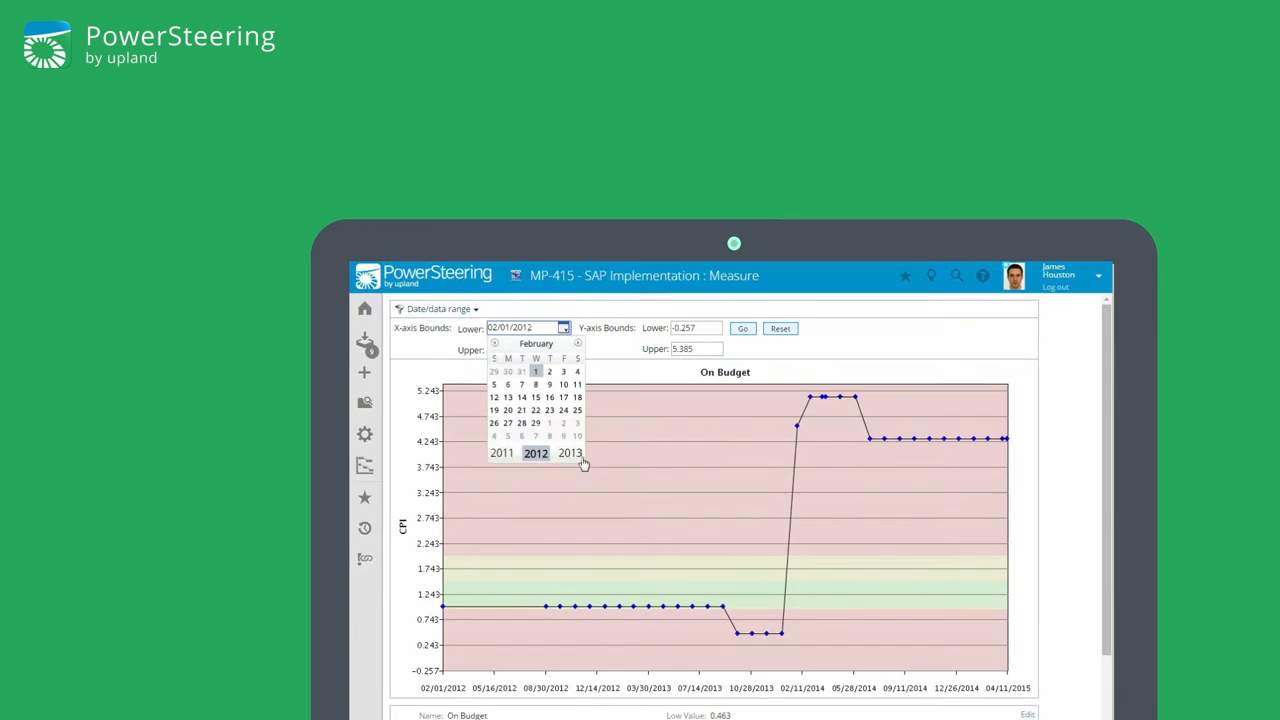 PowerSteering
by upland
PowerSteering
by upland
MP-415 - SAP Implementation : Measure
James
Houston
Log out
9
Date/data range
X-axis Bounds: Lower: 02/01/2012 Y-axis Bounds: Lower: -0.257 Go Reset
Upper: Upper: 5.385
February
S M T W T F S
29 30 31 1 2 3 4
5 6 7 8 9 10 11
12 13 14 15 16 17 18
19 20 21 22 23 24 25
26 27 28 29 1 2 3
4 5 6 7 8 9 10
2011 2012 2013
On Budget
5.243
4.743
4.243
3.743
3.243
2.743
2.243
1.743
1.243
0.743
0.243
-0.257
CPI
02/01/2012 05/16/2012 08/30/2012 12/14/2012 03/30/2013 07/14/2013 10/28/2013 02/11/2014 05/28/2014 09/11/2014 12/26/2014 04/11/2015
Name: On Budget Low Value: 0.463 Edit